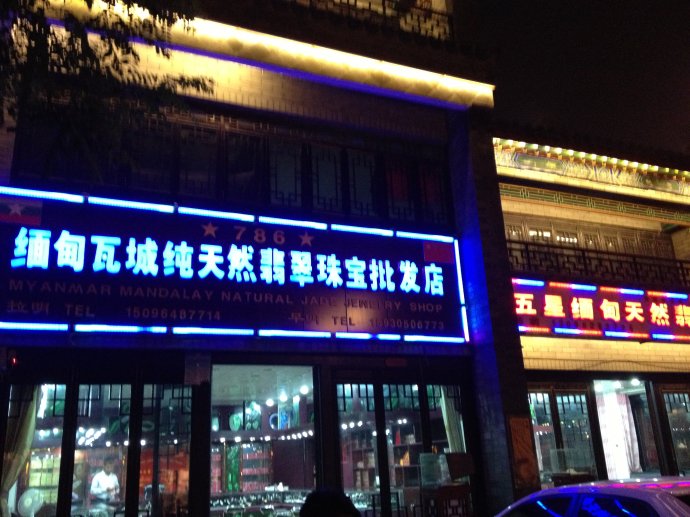 ★ 786 ★
缅甸瓦城纯天然翡翠珠宝批发店
MYANMAR MANDALAY NATURAL JADE JEWELRY SHOP
TEL 15096487714 TEL
五星缅甸天然翡